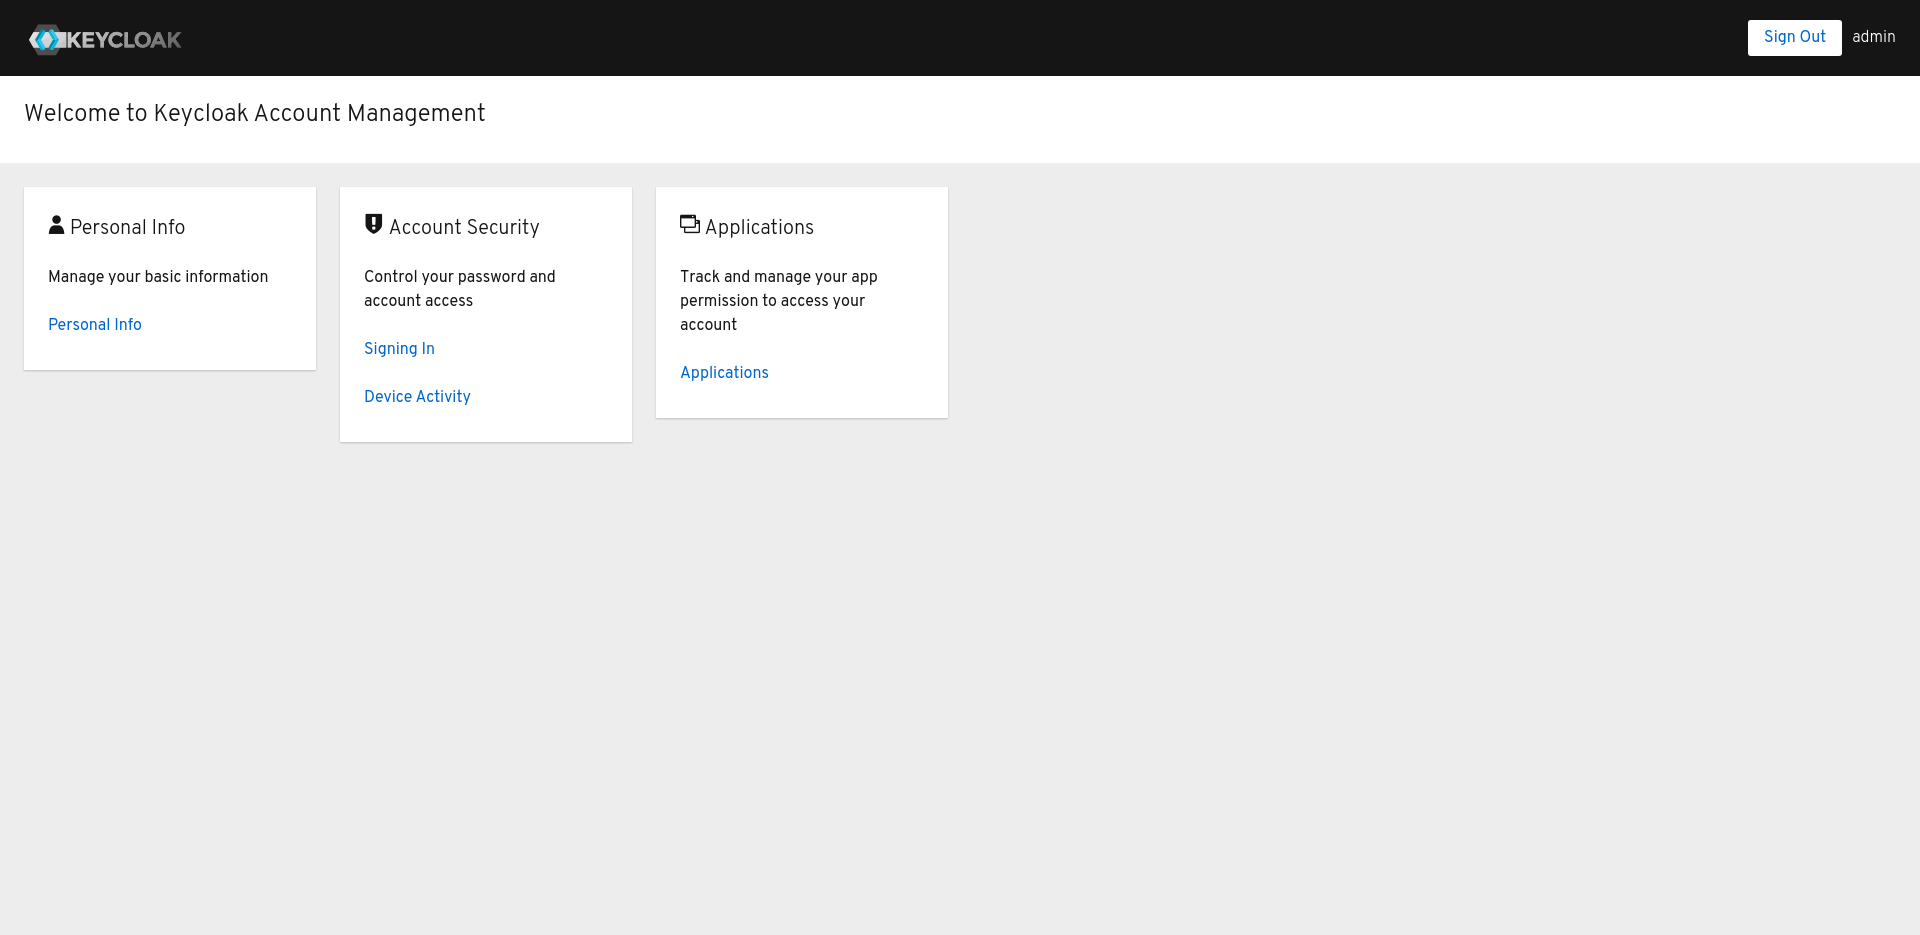 KEYCLOAK
Sign Out
admin
Welcome to Keycloak Account Management
Personal Info
Manage your basic information
Personal Info
Account Security
Control your password and
account access
Signing In
Device Activity
Applications
Track and manage your app
permission to access your
account
Applications